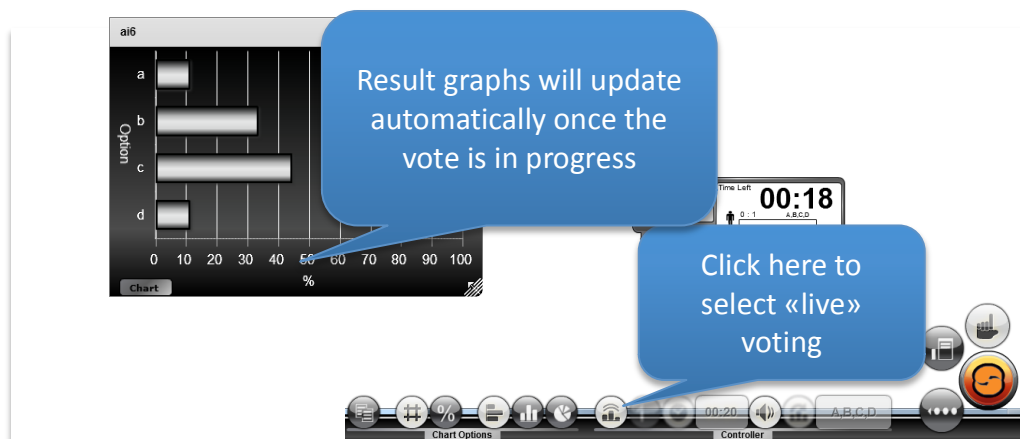 ai6
Result graphs will update
automatically once the
vote is in progress
a
b
c
d
Option
0 10 20 30 40 50 60 70 80 90 100
%
Chart
Time Left
00:18
0 : 1
A,B,C,D
Click here to
select «live»
voting
%
00:20
A,B,C,D
Chart Options
Controller